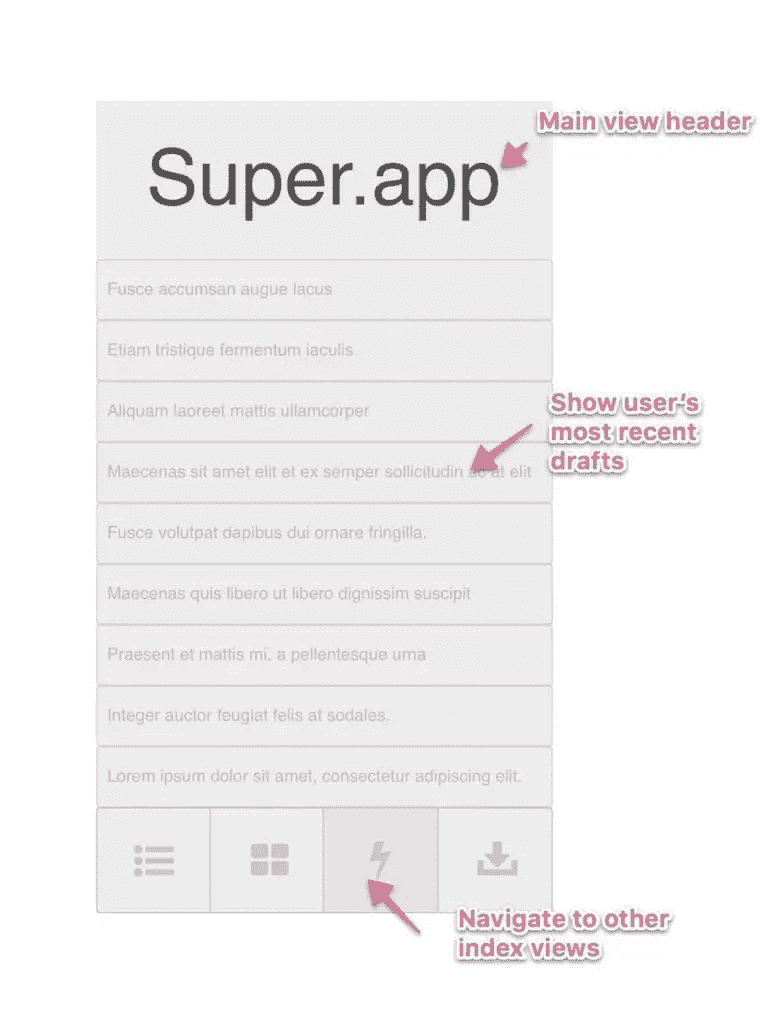 Main view header
Super.app
Fusce accumsan augue lacus
Etiam tristique fermentum iaculis
Aliquam laoreet mattis ullamcorper
Show user's
most recent
drafts
Maecenas sit amet elit et ex semper sollicitudin ac at elit
Fusce volutpat dapibus dui ornare fringilla.
Maecenas quis libero ut libero dignissim suscipit
Praesent et mattis mi, a pellentesque urna
Integer auctor feugiat felis at sodales.
Lorem ipsum dolor sit amet, consectetur adipiscing elit.
Navigate to other
index views